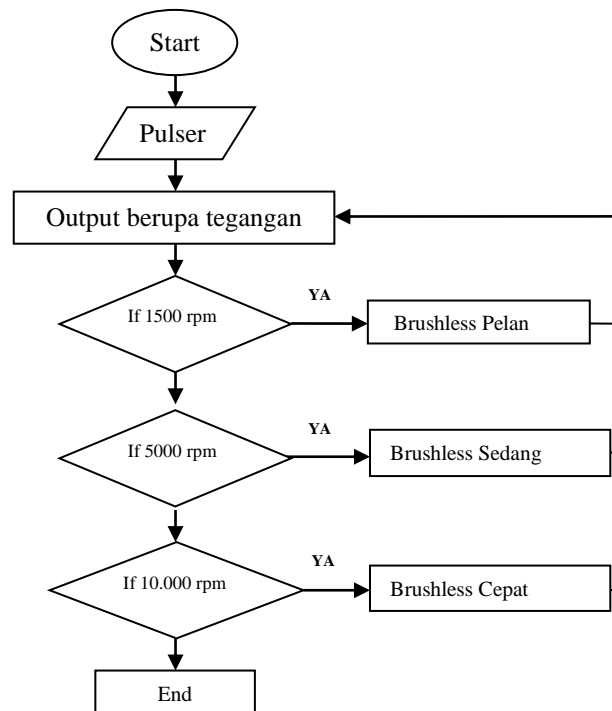 Start
Pulser
Output berupa tegangan
If 1500 rpm
YA
Brushless Pelan
If 5000 rpm
YA
Brushless Sedang
If 10.000 rpm
YA
Brushless Cepat
End